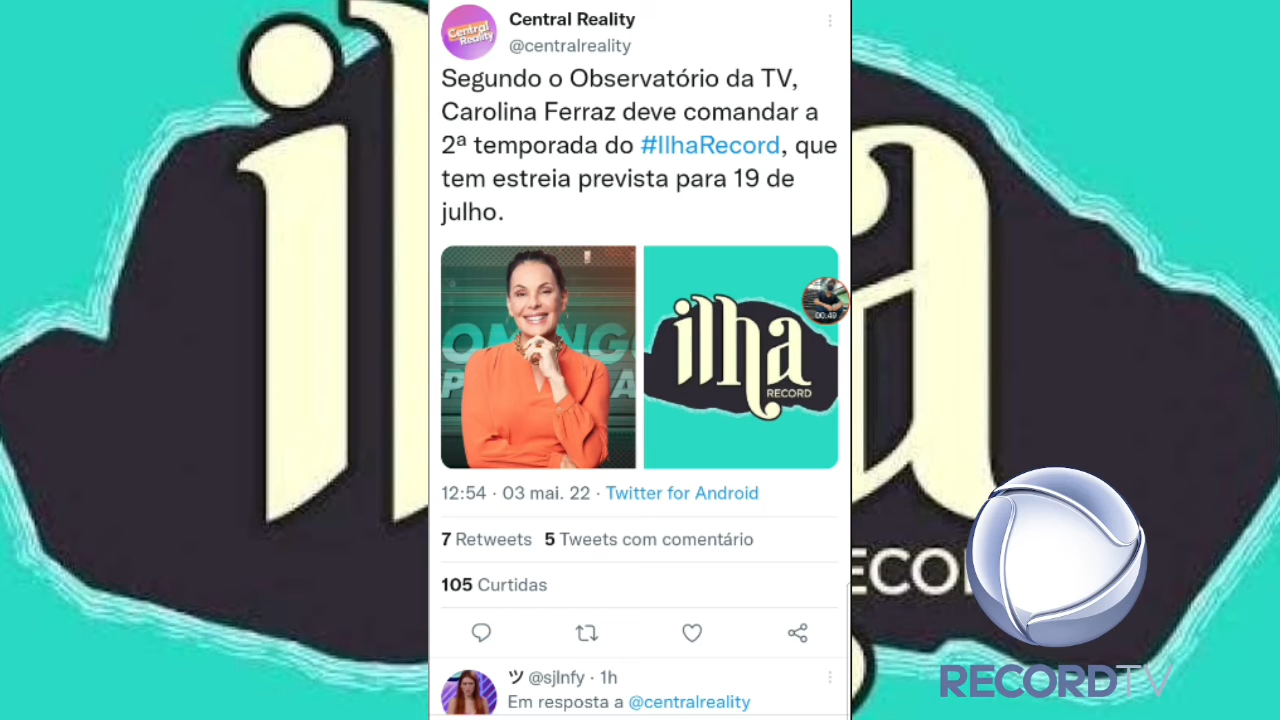 Central Reality
@centralreality
Segundo o Observatório da TV,
Carolina Ferraz deve comandar a
2ª temporada do #IlhaRecord, que
tem estreia prevista para 19 de
julho.
ilha
RECORD
00:49
12:54 · 03 mai. 22 · Twitter for Android
7 Retweets 5 Tweets com comentário
105 Curtidas
ツ @sjlnfy · 1h
Em resposta a @centralreality
RECORDTV